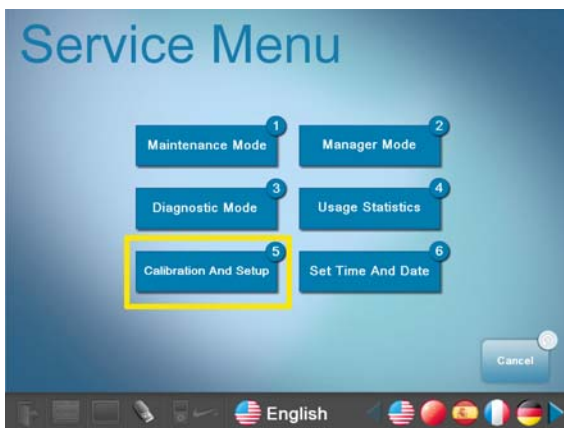 Service Menu
1
2
Maintenance Mode
Manager Mode
3
4
Diagnostic Mode
Usage Statistics
5
6
Calibration And Setup
Set Time And Date
Cancel
English